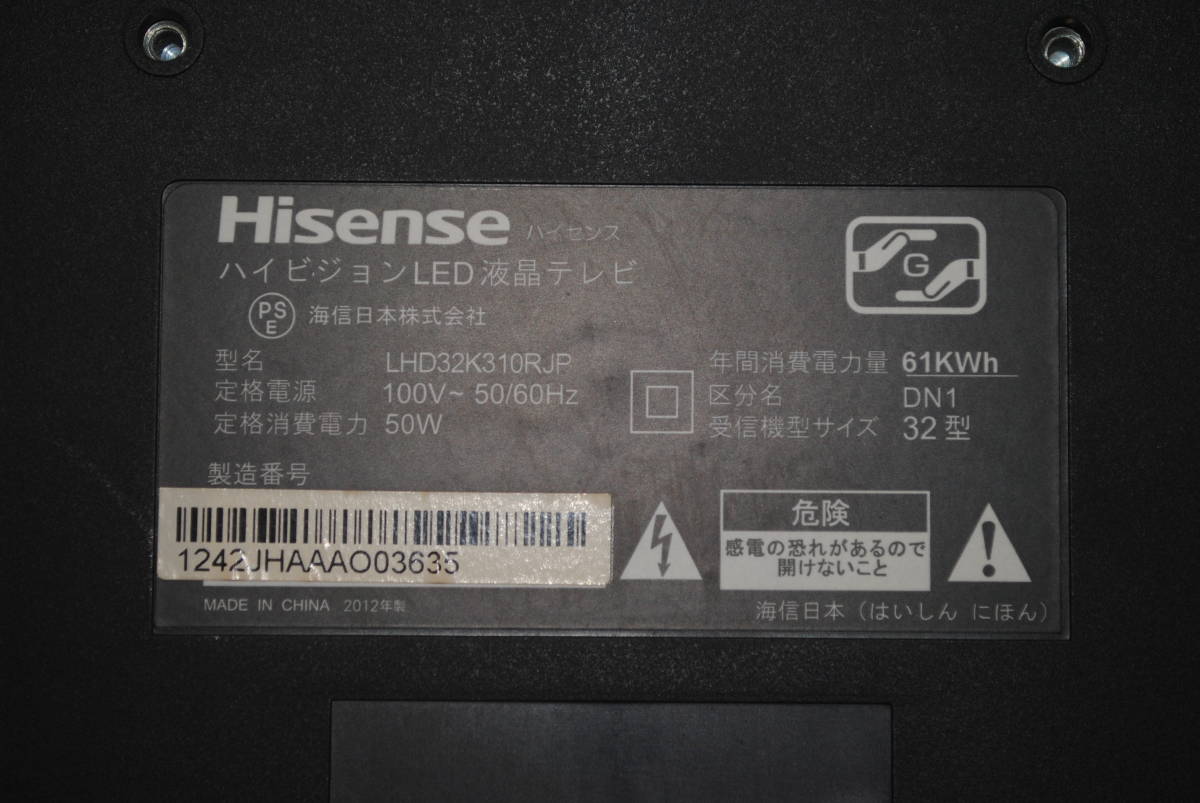 Hisense ハイセンス
ハイビジョンLED液晶テレビ
G
PS
E
海信日本株式会社
型名 LHD32K310RJP
定格電源 100V~ 50/60Hz
定格消費電力 50W
年間消費電力量 61KWh
区分名 DN1
受信機型サイズ 32型
製造番号
1242JHAAAO03635
MADE IN CHINA 2012年製
危険
感電の恐れがあるので
開けないこと
!
海信日本(はいしん にほん)